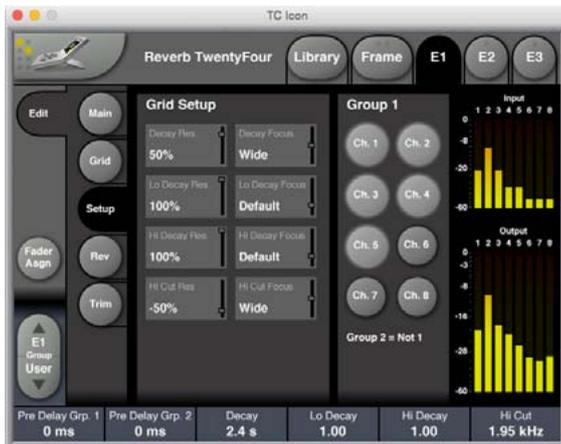 TC Icon
Reverb TwentyFour
Library
Frame
E1
E2
E3
Edit
Main
Grid
Setup
Rev
Trim
Fader
Asgn
E1
Group
User
Grid Setup
Decay Res
50%
Decay Focus
Wide
Lo Decay Res
100%
Lo Decay Focus
Default
Hi Decay Res
100%
Hi Decay Focus
Default
Hi Cut Res
-50%
Hi Cut Focus
Wide
Group 1
Ch. 1
Ch. 2
Ch. 3
Ch. 4
Ch. 5
Ch. 6
Ch. 7
Ch. 8
Group 2 = Not 1
Input
1 2 3 4 5 6 7 8
0
-8
-20
-60
Output
1 2 3 4 5 6 7 8
0
-3
-8
-16
-26
-60
Pre Delay Grp. 1
0 ms
Pre Delay Grp. 2
0 ms
Decay
2.4 s
Lo Decay
1.00
Hi Decay
1.00
Hi Cut
1.95 kHz